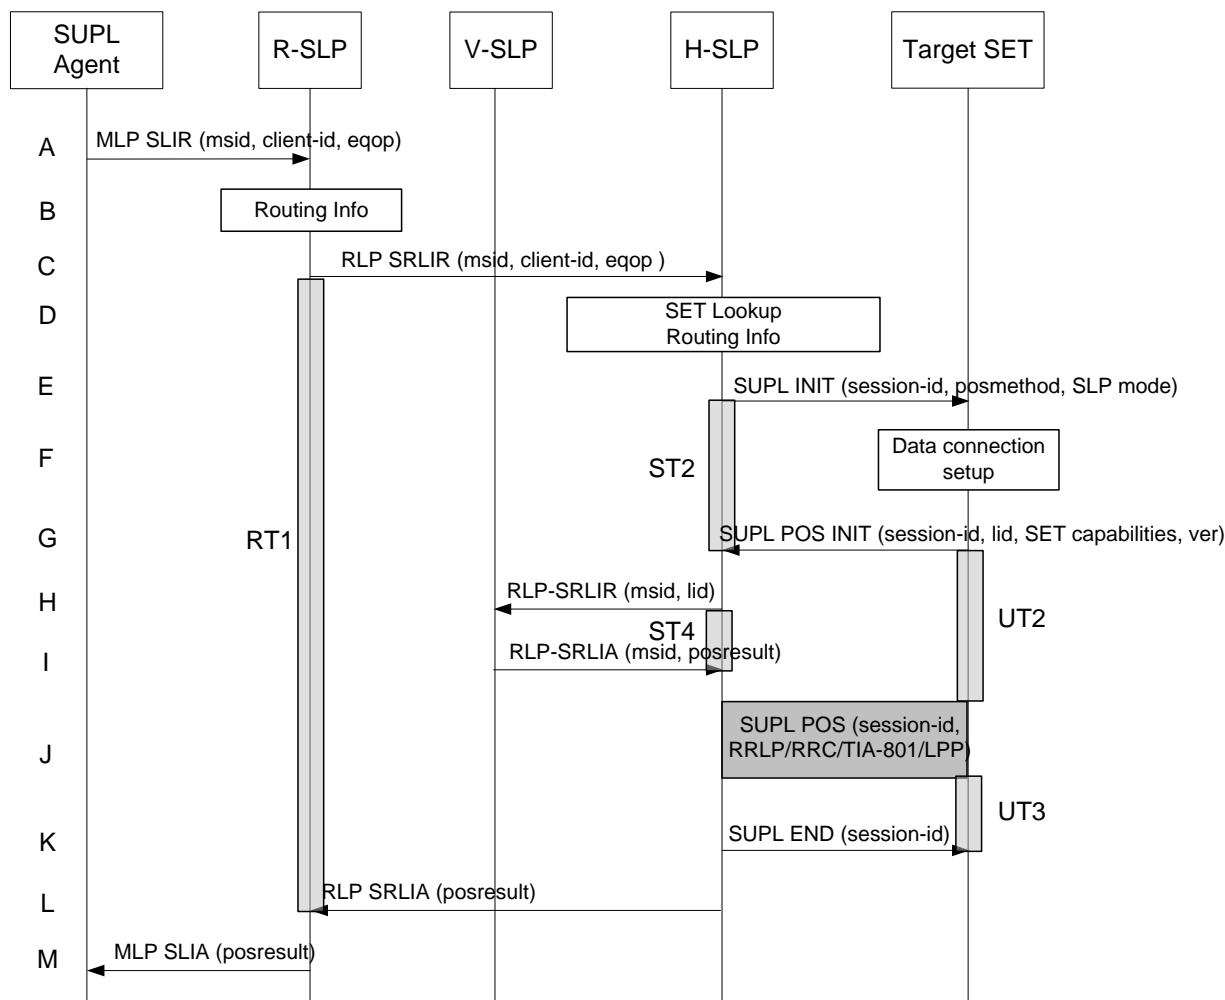 SUPL
Agent
R-SLP
V-SLP
H-SLP
Target SET
A
MLP SLIR (msid, client-id, eqop)
B
Routing Info
C
RLP SRLIR (msid, client-id, eqop )
D
SET Lookup
Routing Info
E
SUPL INIT (session-id, posmethod, SLP mode)
F
ST2
Data connection
setup
G
RT1
SUPL POS INIT (session-id, lid, SET capabilities, ver)
H
RLP-SRLIR (msid, lid)
UT2
ST4
I
RLP-SRLIA (msid, posresult)
J
SUPL POS (session-id,
RRLP/RRC/TIA-801/LPP)
UT3
K
SUPL END (session-id)
L
RLP SRLIA (posresult)
M
MLP SLIA (posresult)